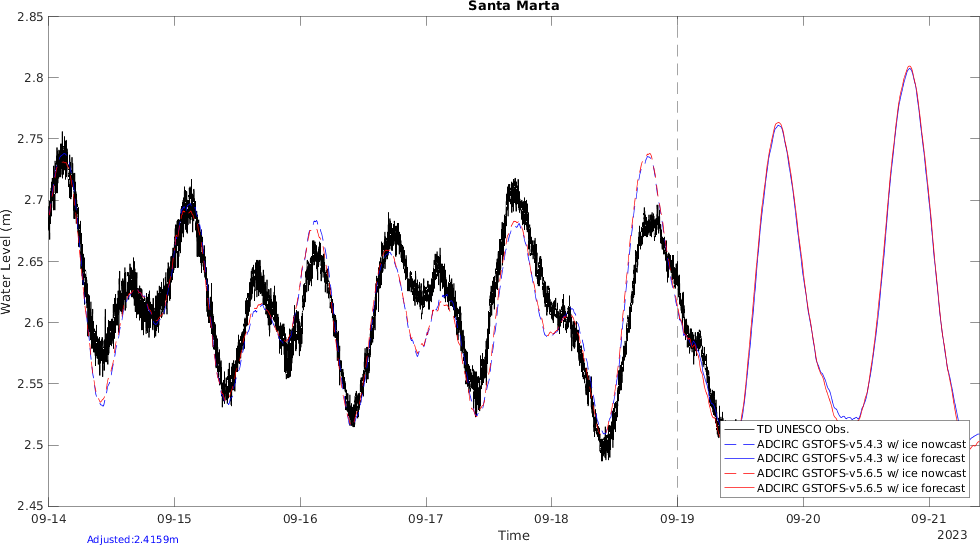 Santa Marta
2.85
2.8
2.75
2.7
2.65
2.6
2.55
2.5
2.45
Water Level (m)
TD UNESCO Obs.
ADCIRC GSTOFS-v5.4.3 w/ ice nowcast
ADCIRC GSTOFS-v5.4.3 w/ ice forecast
ADCIRC GSTOFS-v5.6.5 w/ ice nowcast
ADCIRC GSTOFS-v5.6.5 w/ ice forecast
09-14 09-15 09-16 09-17 09-18 09-19 09-20 09-21
Time
2023
Adjusted:2.4159m